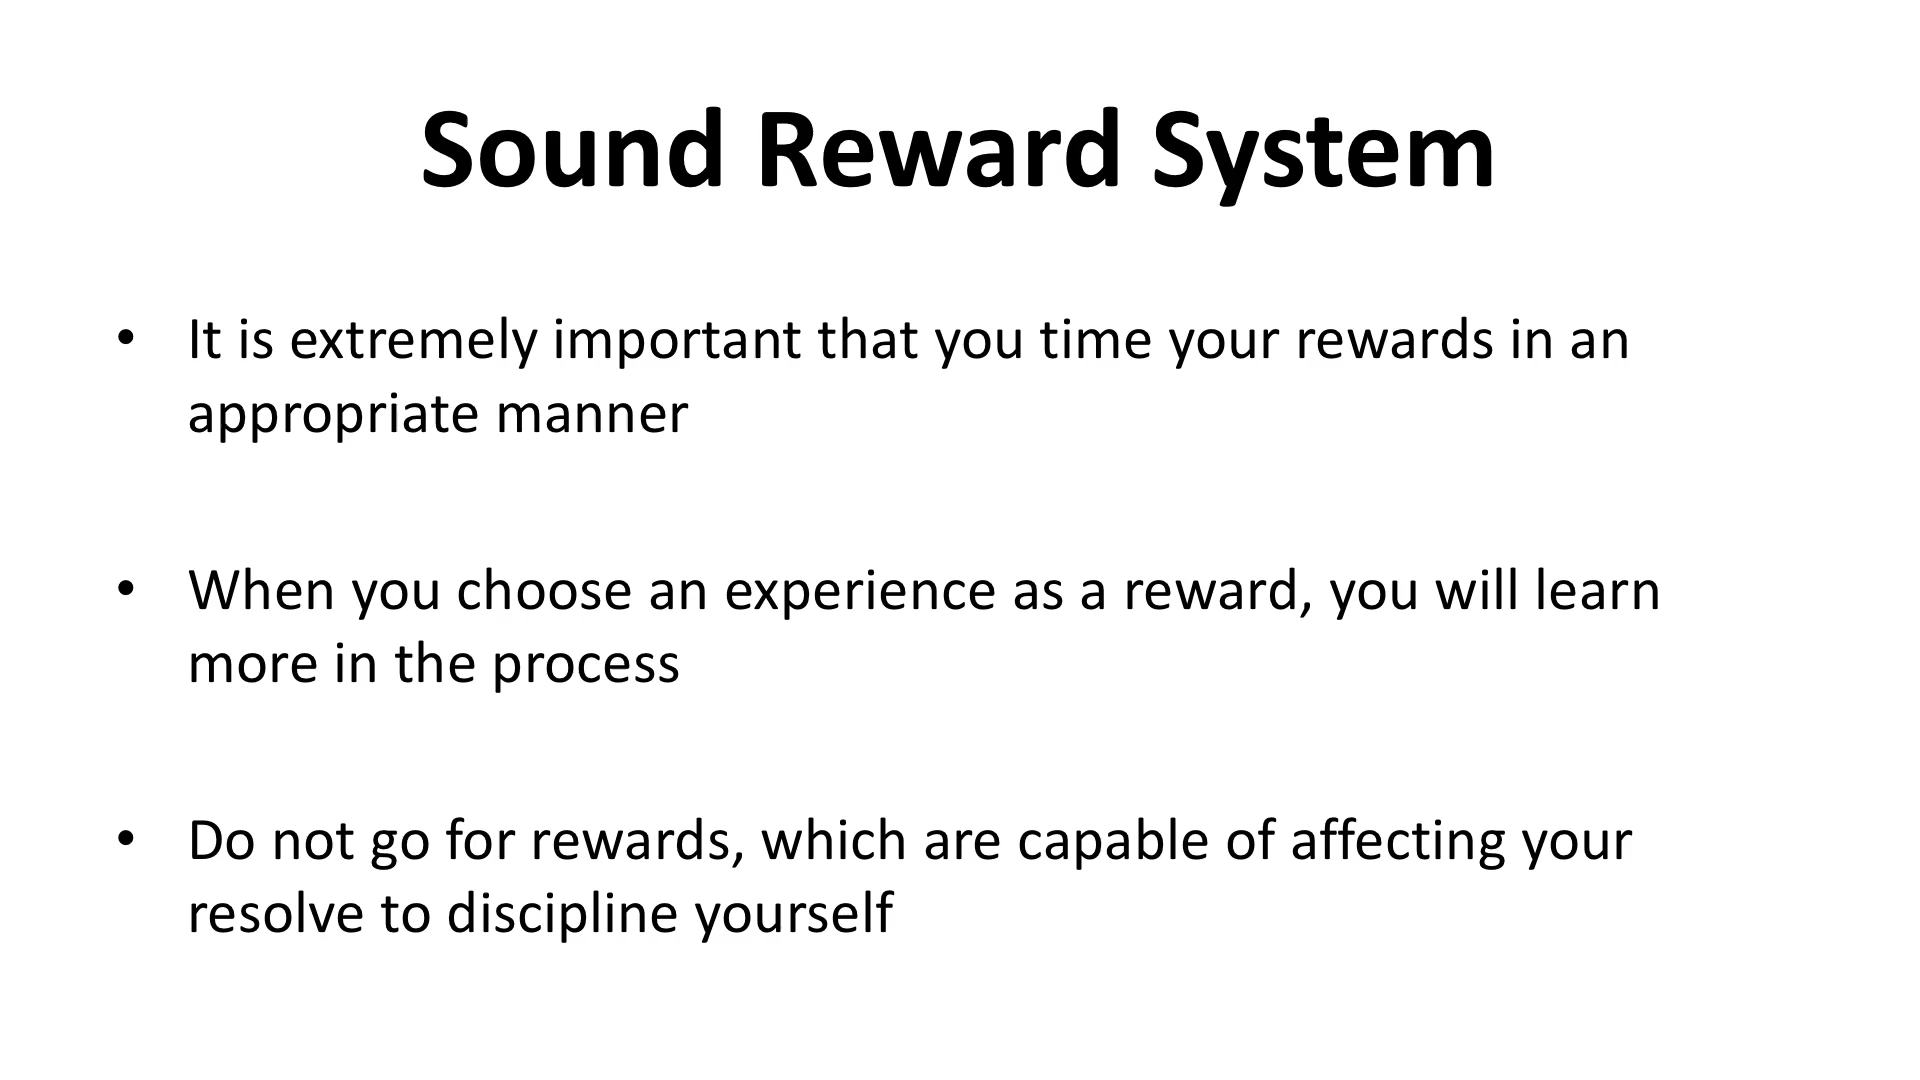 Sound Reward System
• It is extremely important that you time your rewards in an
appropriate manner
• When you choose an experience as a reward, you will learn
more in the process
• Do not go for rewards, which are capable of affecting your
resolve to discipline yourself